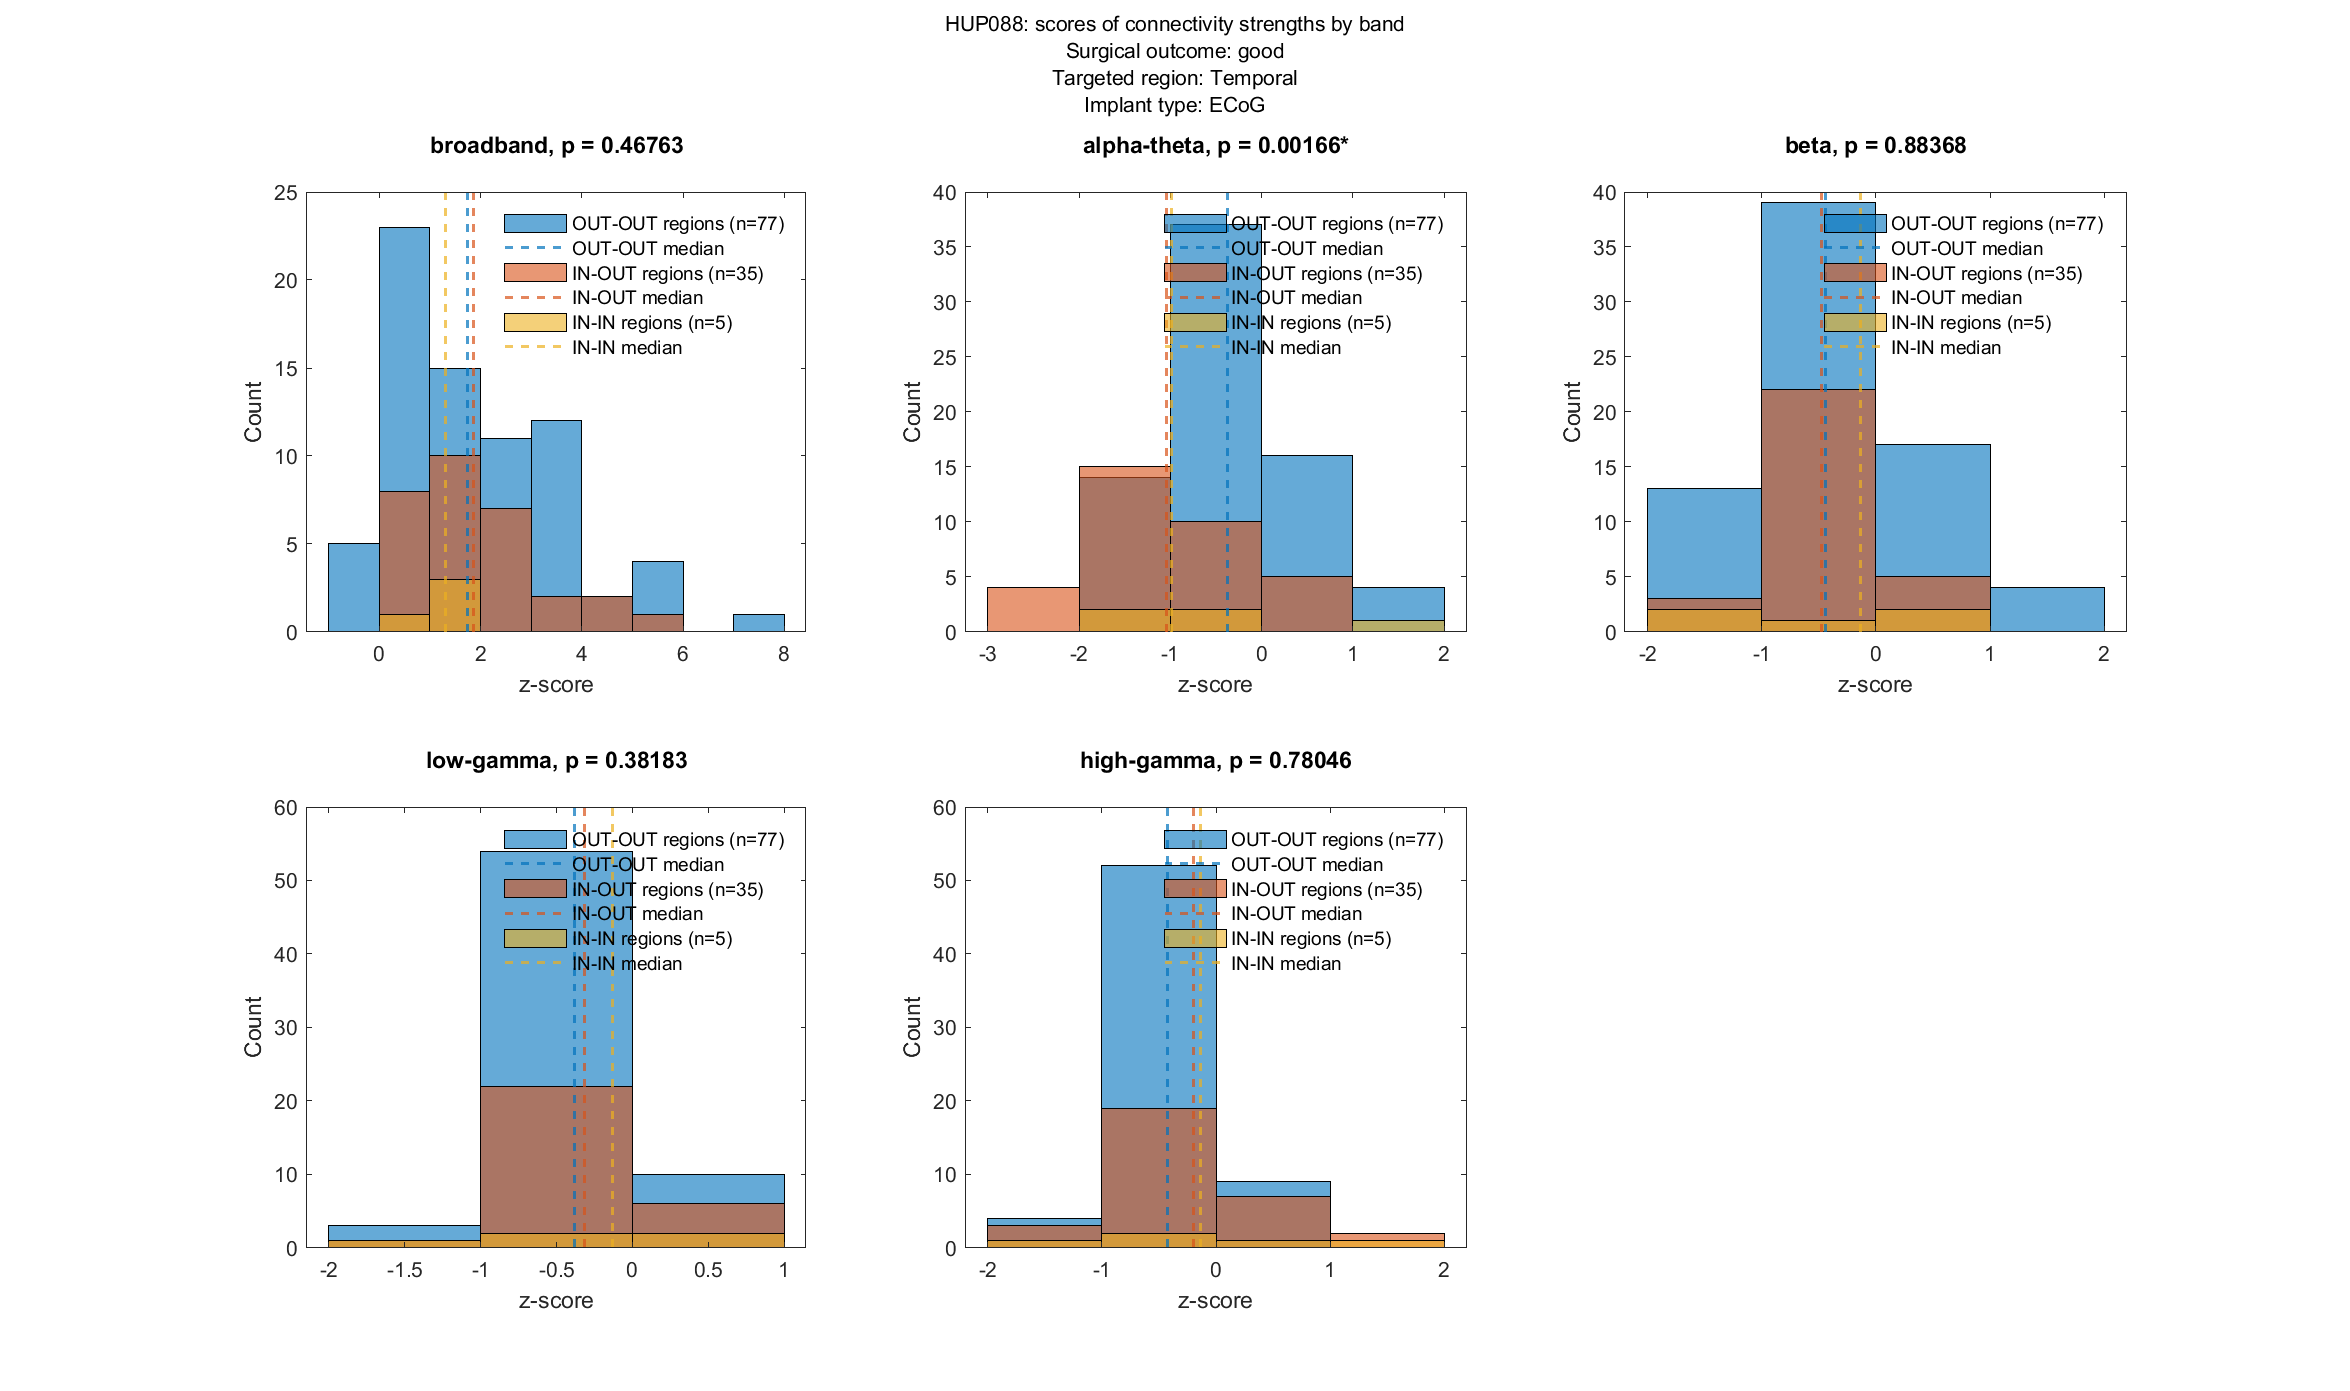 HUP088: scores of connectivity strengths by band
Surgical outcome: good
Targeted region: Temporal
Implant type: ECoG
broadband, p = 0.46763
25
20
15
10
5
0
Count
0 2 4 6 8
z-score
OUT-OUT regions (n=77)
OUT-OUT median
IN-OUT regions (n=35)
IN-OUT median
IN-IN regions (n=5)
IN-IN median
alpha-theta, p = 0.00166*
40
35
30
25
20
15
10
5
0
Count
-3 -2 -1 0 1 2
z-score
OUT-OUT regions (n=77)
OUT-OUT median
IN-OUT regions (n=35)
IN-OUT median
IN-IN regions (n=5)
IN-IN median
beta, p = 0.88368
40
35
30
25
20
15
10
5
0
Count
-2 -1 0 1 2
z-score
OUT-OUT regions (n=77)
OUT-OUT median
IN-OUT regions (n=35)
IN-OUT median
IN-IN regions (n=5)
IN-IN median
low-gamma, p = 0.38183
60
50
40
30
20
10
0
Count
-2 -1.5 -1 -0.5 0 0.5 1
z-score
OUT-OUT regions (n=77)
OUT-OUT median
IN-OUT regions (n=35)
IN-OUT median
IN-IN regions (n=5)
IN-IN median
high-gamma, p = 0.78046
60
50
40
30
20
10
0
Count
-2 -1 0 1 2
z-score
OUT-OUT regions (n=77)
OUT-OUT median
IN-OUT regions (n=35)
IN-OUT median
IN-IN regions (n=5)
IN-IN median